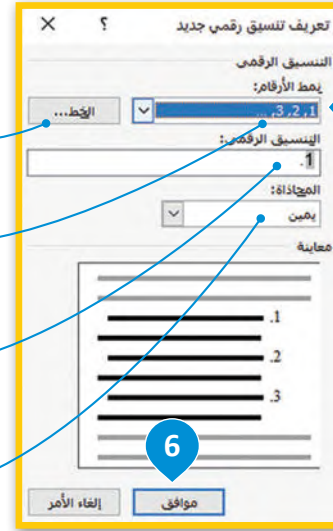 تعريف تنسيق رقمي جديد ? ×
التنسيق الرقمي
نمط الأرقام:
1, 2, 3, ... الخط...
التنسيق الرقمي:
1.
المحاذاة:
يمين
معاينة
1.
2.
3.
6
موافق إلغاء الأمر